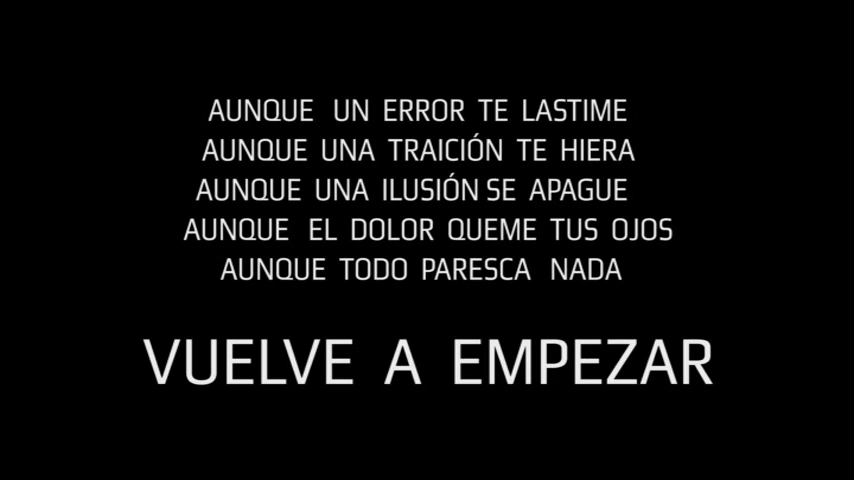 AUNQUE UN ERROR TE LASTIME
AUNQUE UNA TRAICIÓN TE HIERA
AUNQUE UNA ILUSIÓN SE APAGUE
AUNQUE EL DOLOR QUEME TUS OJOS
AUNQUE TODO PARESCA NADA
VUELVE A EMPEZAR